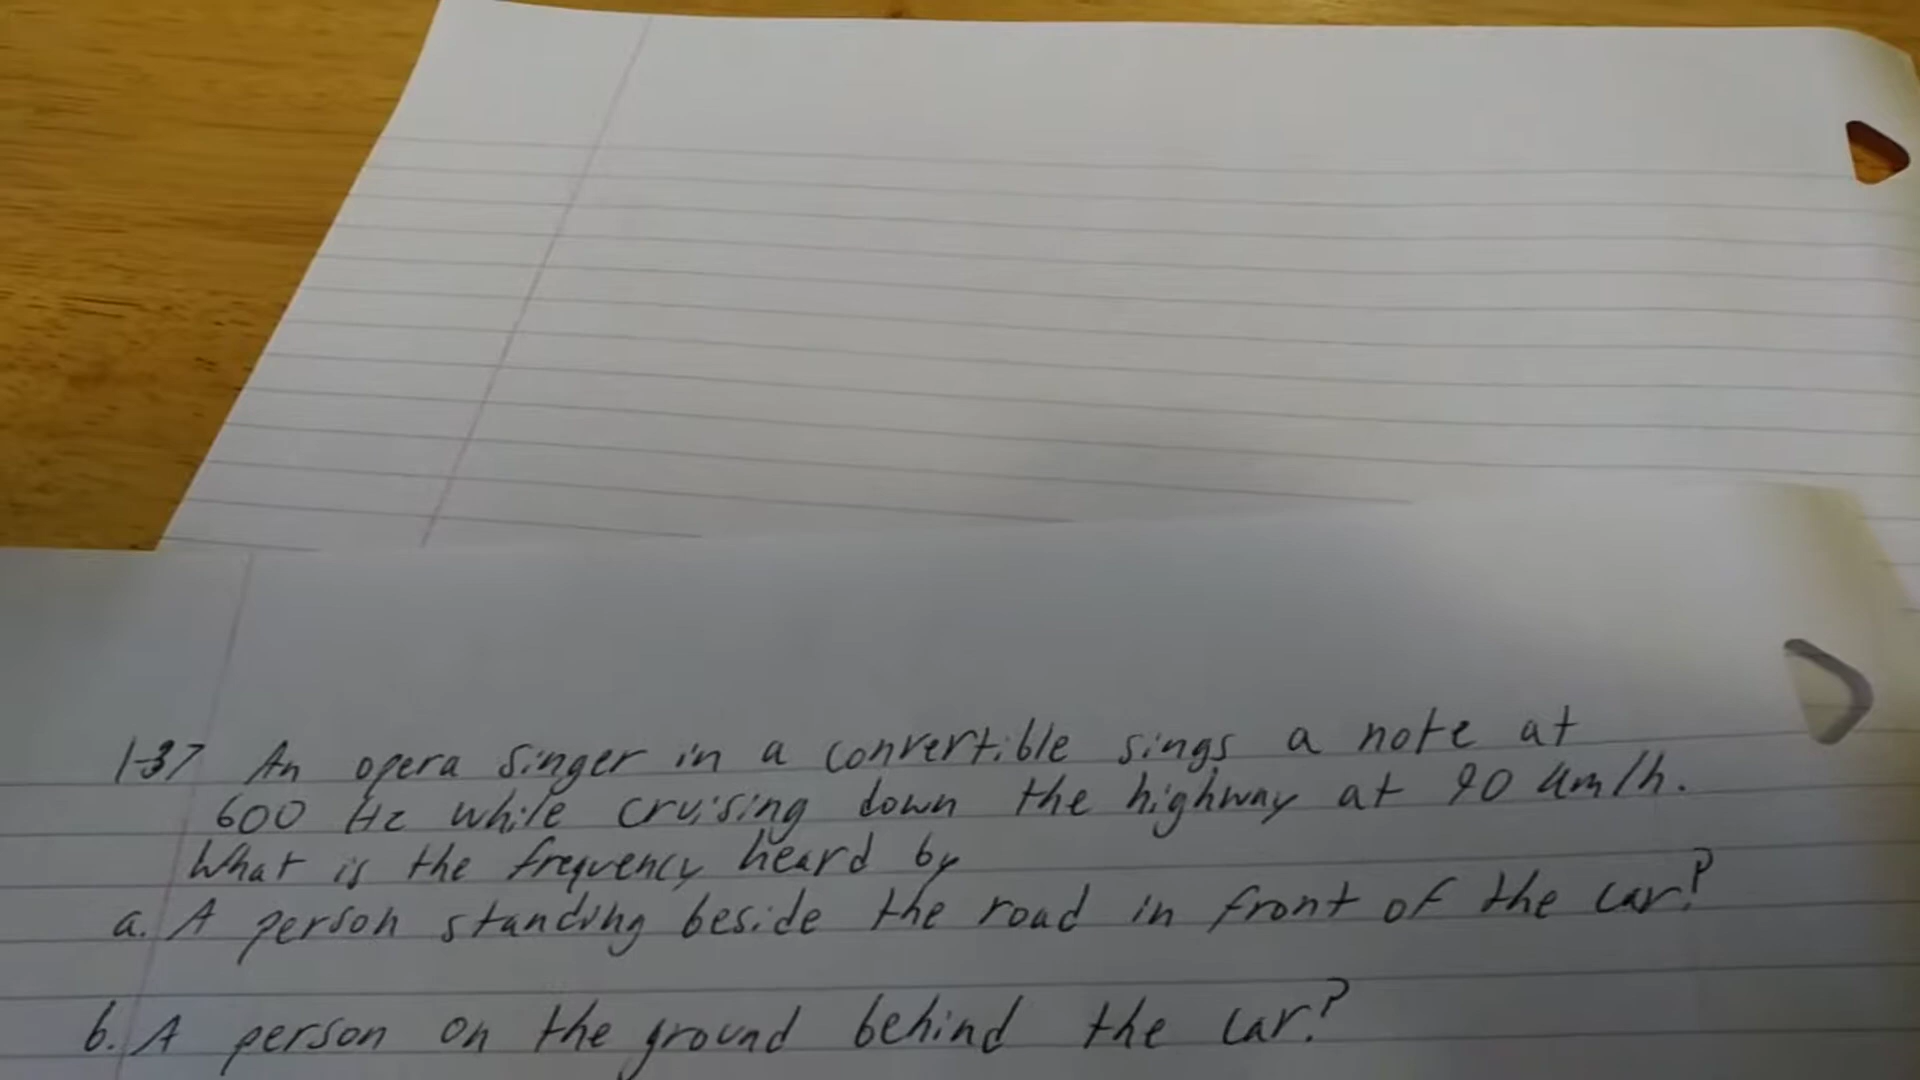 137 An opera singer in a convertible sings a note at
600 Hz while cruising down the highway at 90 km/h.
What is the frequency heard by
a. A person standing beside the road in front of the car?
b. A person on the ground behind the car?